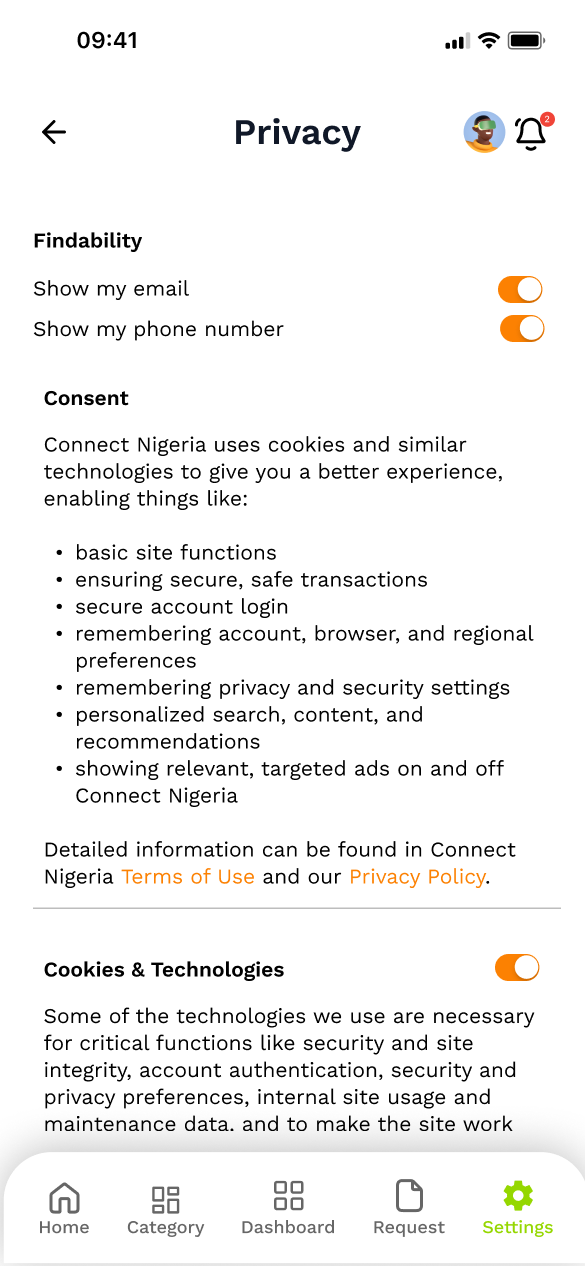 09:41
Privacy
2
Findability
Show my email
Show my phone number
Consent
Connect Nigeria uses cookies and similar
technologies to give you a better experience,
enabling things like:
• basic site functions
• ensuring secure, safe transactions
• secure account login
• remembering account, browser, and regional
preferences
• remembering privacy and security settings
• personalized search, content, and
recommendations
• showing relevant, targeted ads on and off
Connect Nigeria
Detailed information can be found in Connect
Nigeria Terms of Use and our Privacy Policy.
Cookies & Technologies
Some of the technologies we use are necessary
for critical functions like security and site
integrity, account authentication, security and
privacy preferences, internal site usage and
maintenance data. and to make the site work
Home Category Dashboard Request Settings